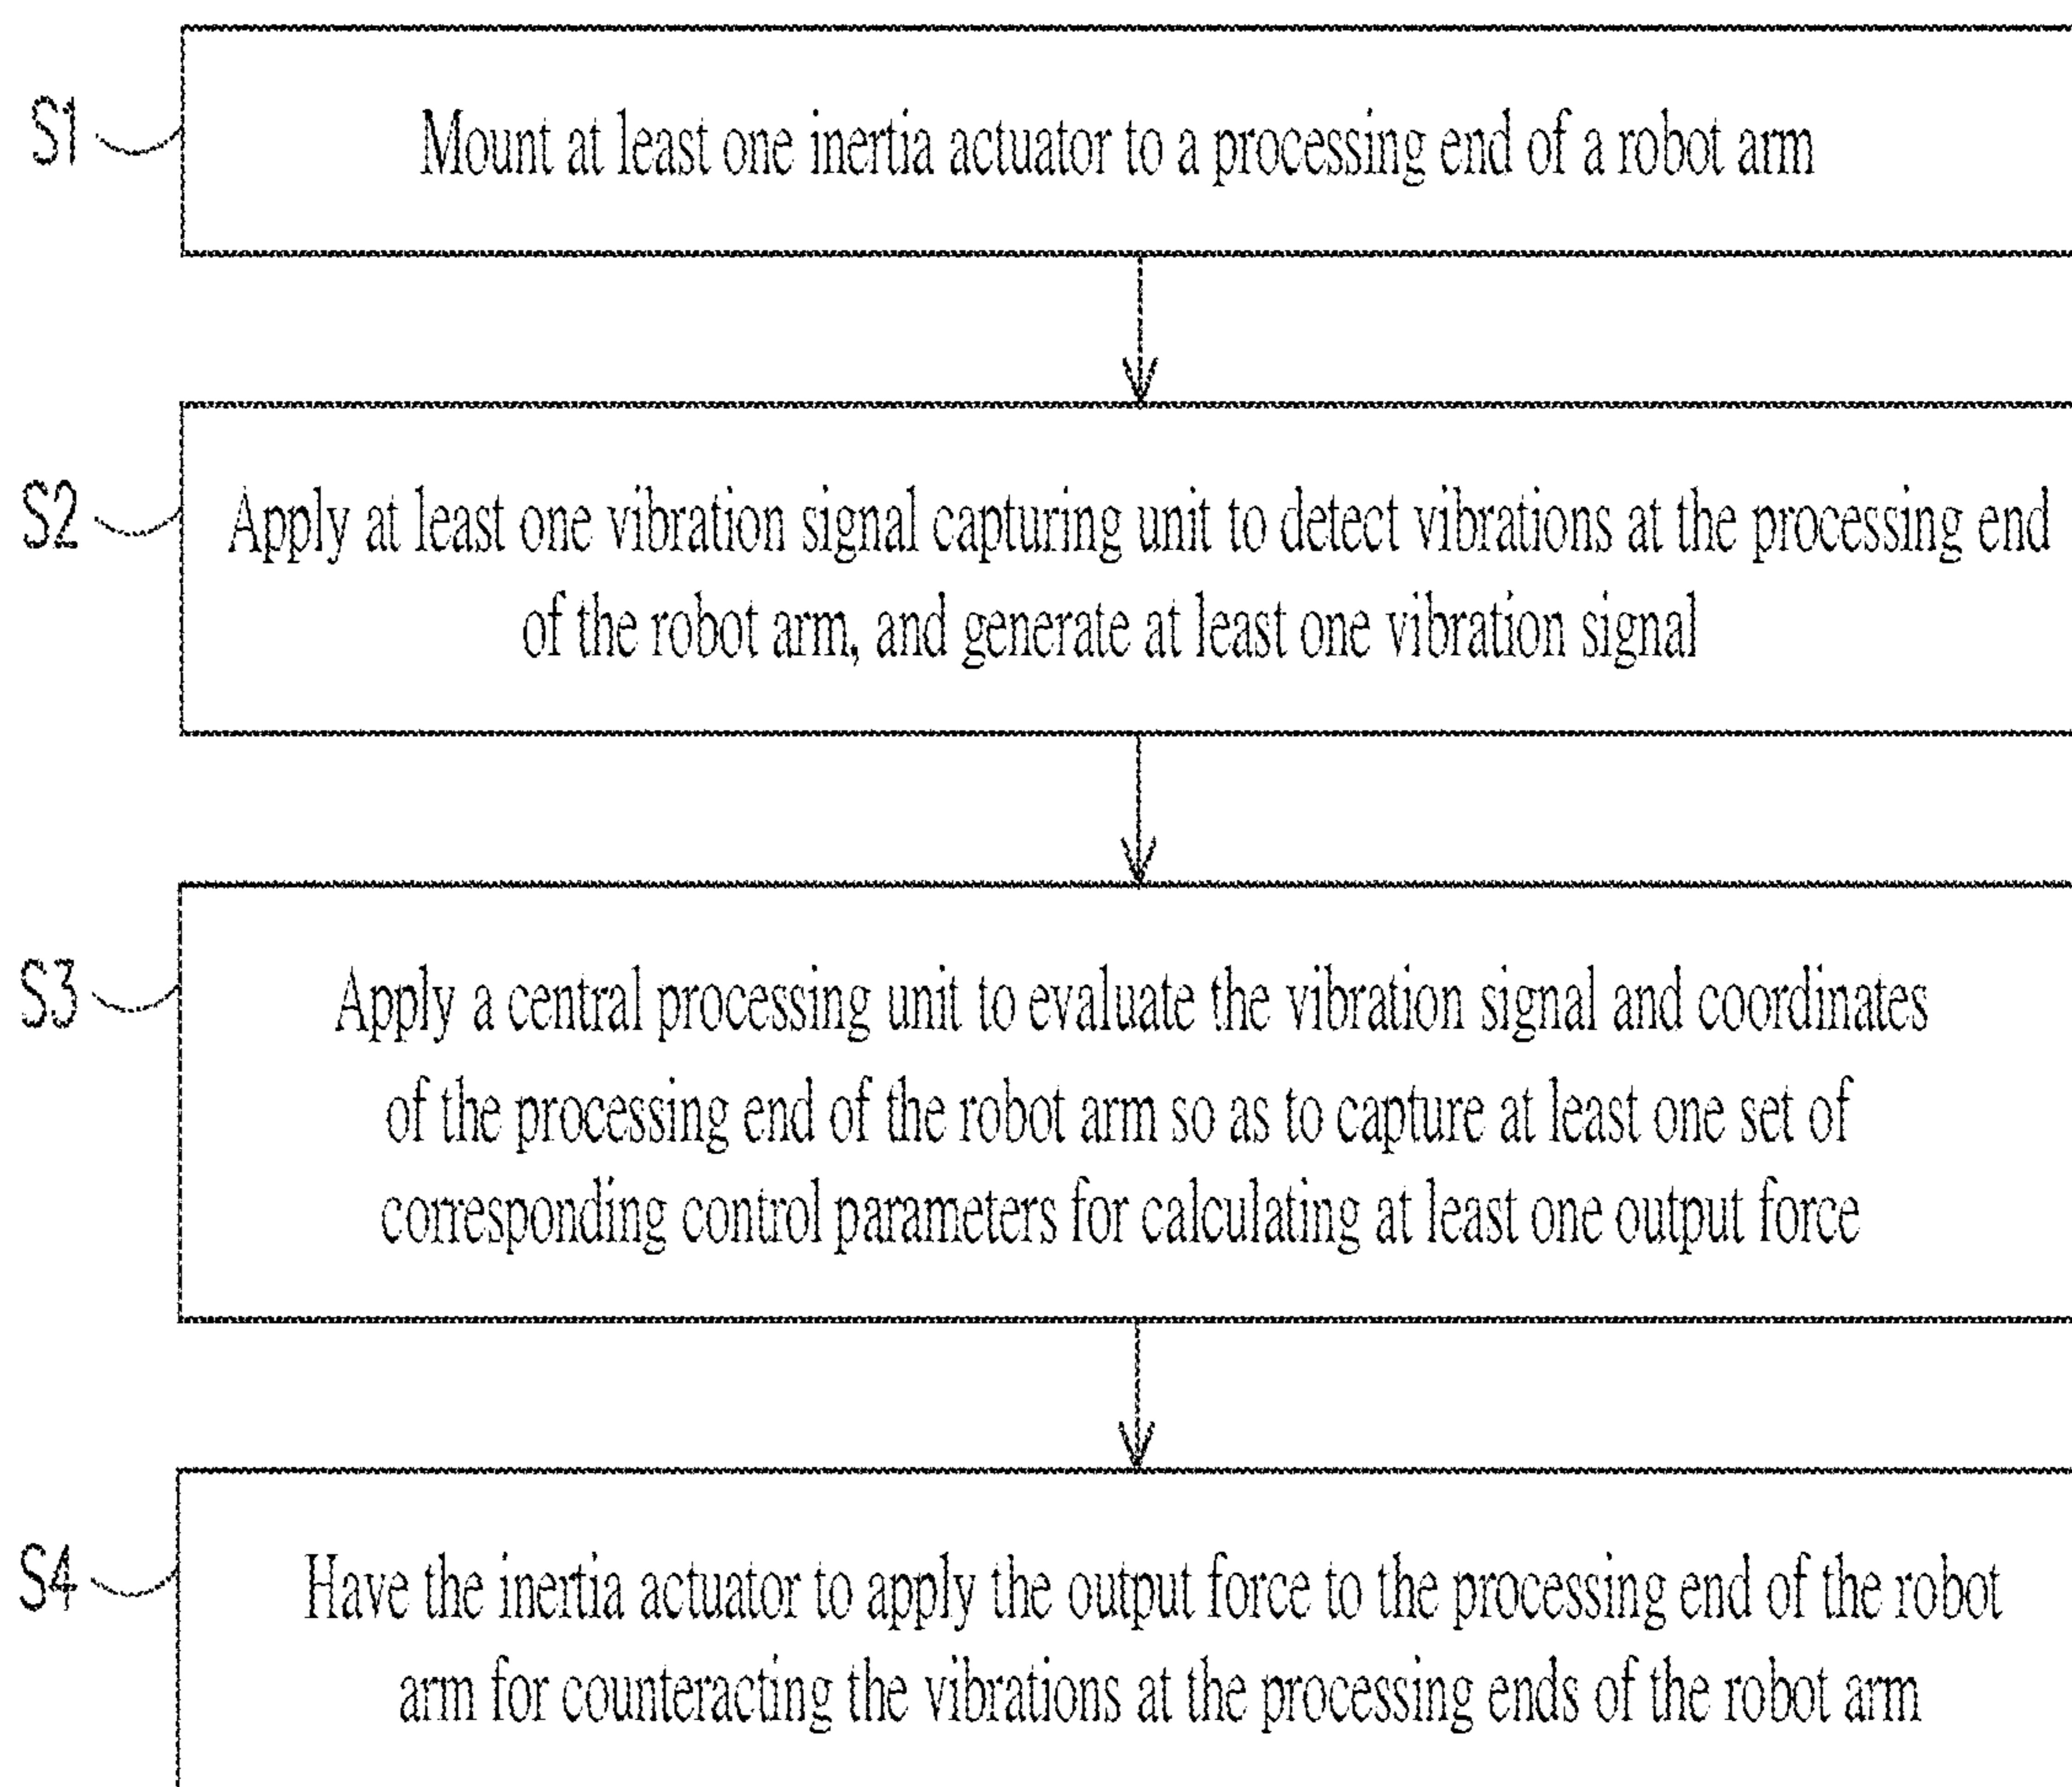 S1
Mount at least one inertia actuator to a processing end of a robot arm
S2
Apply at least one vibration signal capturing unit to detect vibrations at the processing end
of the robot arm, and generate at least one vibration signal
S3
Apply a central processing unit to evaluate the vibration signal and coordinates
of the processing end of the robot arm so as to capture at least one set of
corresponding control parameters for calculating at least one output force
S4
Have the inertia actuator to apply the output force to the processing end of the robot
arm for counteracting the vibrations at the processing ends of the robot arm